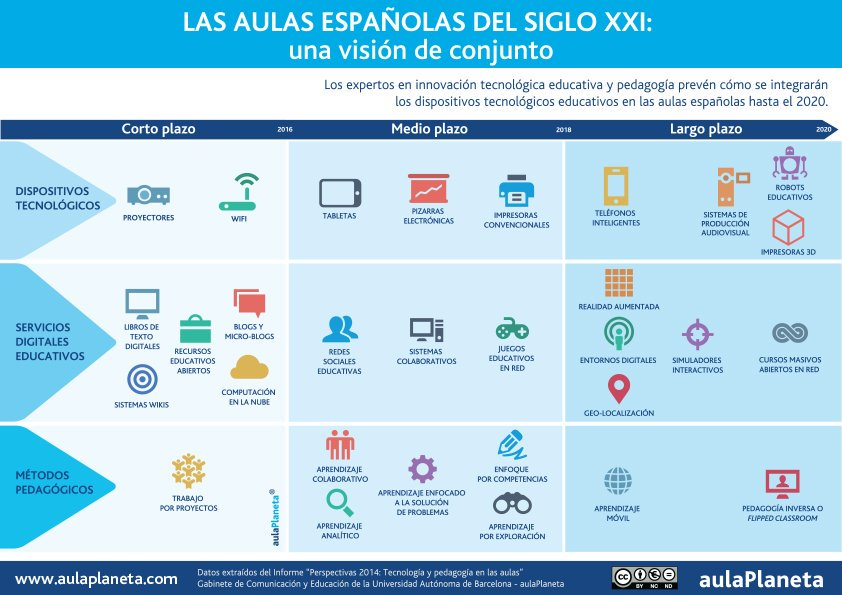 LAS AULAS ESPAÑOLAS DEL SIGLO XXI:
una visión de conjunto
Los expertos en innovación tecnológica educativa y pedagogía prevén cómo se integrarán
los dispositivos tecnológicos educativos en las aulas españolas hasta el 2020.
Corto plazo
2016
Medio plazo
2018
Largo plazo
2020
DISPOSITIVOS
TECNOLÓGICOS
PROYECTORES
WIFI
TABLETAS
PIZARRAS
ELECTRÓNICAS
IMPRESORAS
CONVENCIONALES
TELÉFONOS
INTELIGENTES
SISTEMAS DE
PRODUCCIÓN
AUDIOVISUAL
ROBOTS
EDUCATIVOS
IMPRESORAS 3D
SERVICIOS
DIGITALES
EDUCATIVOS
LIBROS DE
TEXTO
DIGITALES
RECURSOS
EDUCATIVOS
ABIERTOS
BLOGS Y
MICRO-BLOGS
SISTEMAS WIKIS
COMPUTACIÓN
EN LA NUBE
REDES
SOCIALES
EDUCATIVAS
SISTEMAS
COLABORATIVOS
JUEGOS
EDUCATIVOS
EN RED
REALIDAD AUMENTADA
ENTORNOS DIGITALES
SIMULADORES
INTERACTIVOS
CURSOS MASIVOS
ABIERTOS EN RED
GEO-LOCALIZACIÓN
MÉTODOS
PEDAGÓGICOS
TRABAJO
POR PROYECTOS
aulaPlaneta®
APRENDIZAJE
COLABORATIVO
APRENDIZAJE
ANALÍTICO
APRENDIZAJE ENFOCADO
A LA SOLUCIÓN
DE PROBLEMAS
ENFOQUE
POR COMPETENCIAS
APRENDIZAJE
POR EXPLORACIÓN
APRENDIZAJE
MÓVIL
PEDAGOGÍA INVERSA O
FLIPPED CLASSROOM
www.aulaplaneta.com
Datos extraídos del Informe "Perspectivas 2014: Tecnología y pedagogía en las aulas"
Gabinete de Comunicación y Educación de la Universidad Autónoma de Barcelona - aulaPlaneta
cc
BY NC ND
aulaPlaneta